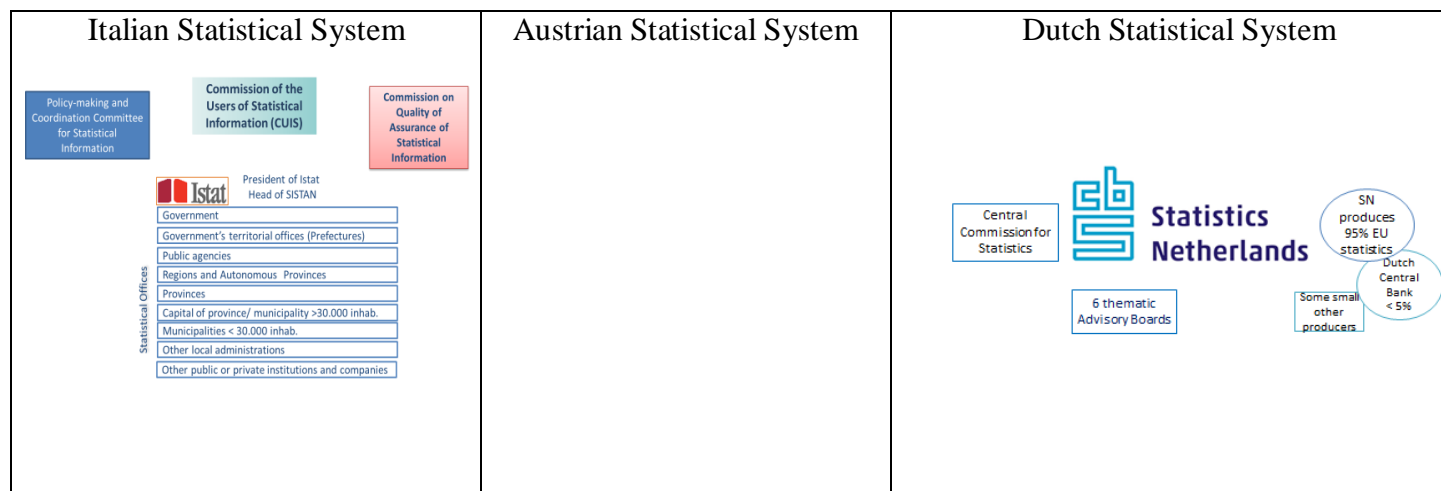 Italian Statistical System
Austrian Statistical System
Dutch Statistical System
Policy-making and
Coordination Committee
for Statistical
Information
Commission of the
Users of Statistical
Information (CUIS)
Commission on
Quality of
Assurance of
Statistical
Information
Istat
President of Istat
Head of SISTAN
Statistical Offices
Government
Government's territorial offices (Prefectures)
Public agencies
Regions and Autonomous Provinces
Provinces
Capital of province/ municipality >30.000 inhab.
Municipalities < 30.000 inhab.
Other local administrations
Other public or private institutions and companies
Central
Commission for
Statistics
cbs
Statistics
Netherlands
6 thematic
Advisory Boards
SN
produces
95% EU
statistics
Dutch
Central
Bank
< 5%
Some small
other
producers